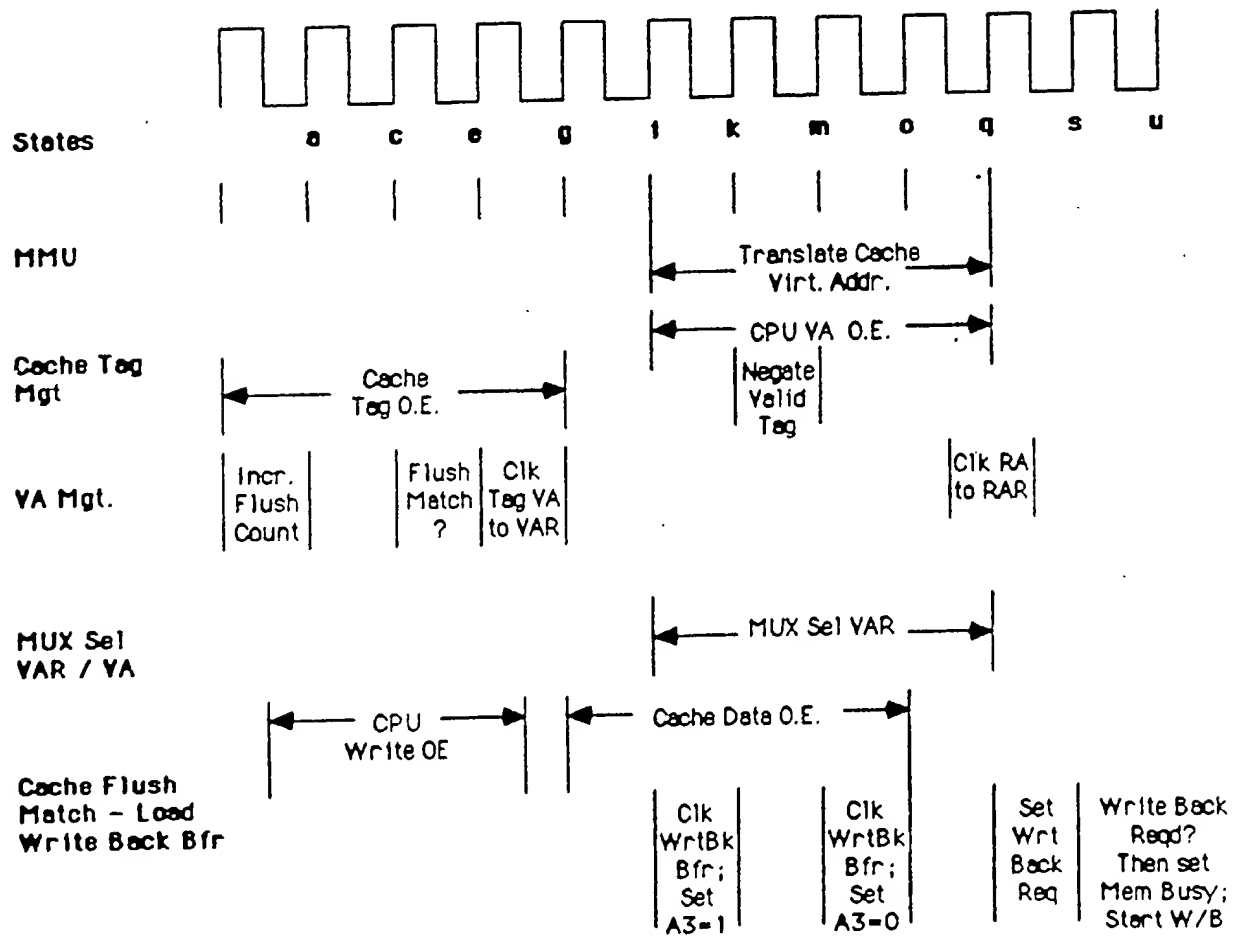 States
a c e g i k m o q s u
MMU
Translate Cache
Virt. Addr.
CPU VA O.E.
Cache Tag
Mgt
Cache
Tag O.E.
Negate
Valid
Tag
VA Mgt.
Incr.
Flush
Count
Flush
Match
?
Clk
Tag VA
to VAR
Clk RA
to RAR
MUX Sel
VAR / VA
MUX Sel VAR
CPU
Write OE
Cache Data O.E.
Cache Flush
Match - Load
Write Back Bfr
Clk
WrtBk
Bfr;
Set
A3=1
Clk
WrtBk
Bfr;
Set
A3=0
Set
Wrt
Back
Req
Write Back
Reqd?
Then set
Mem Busy;
Start W/B